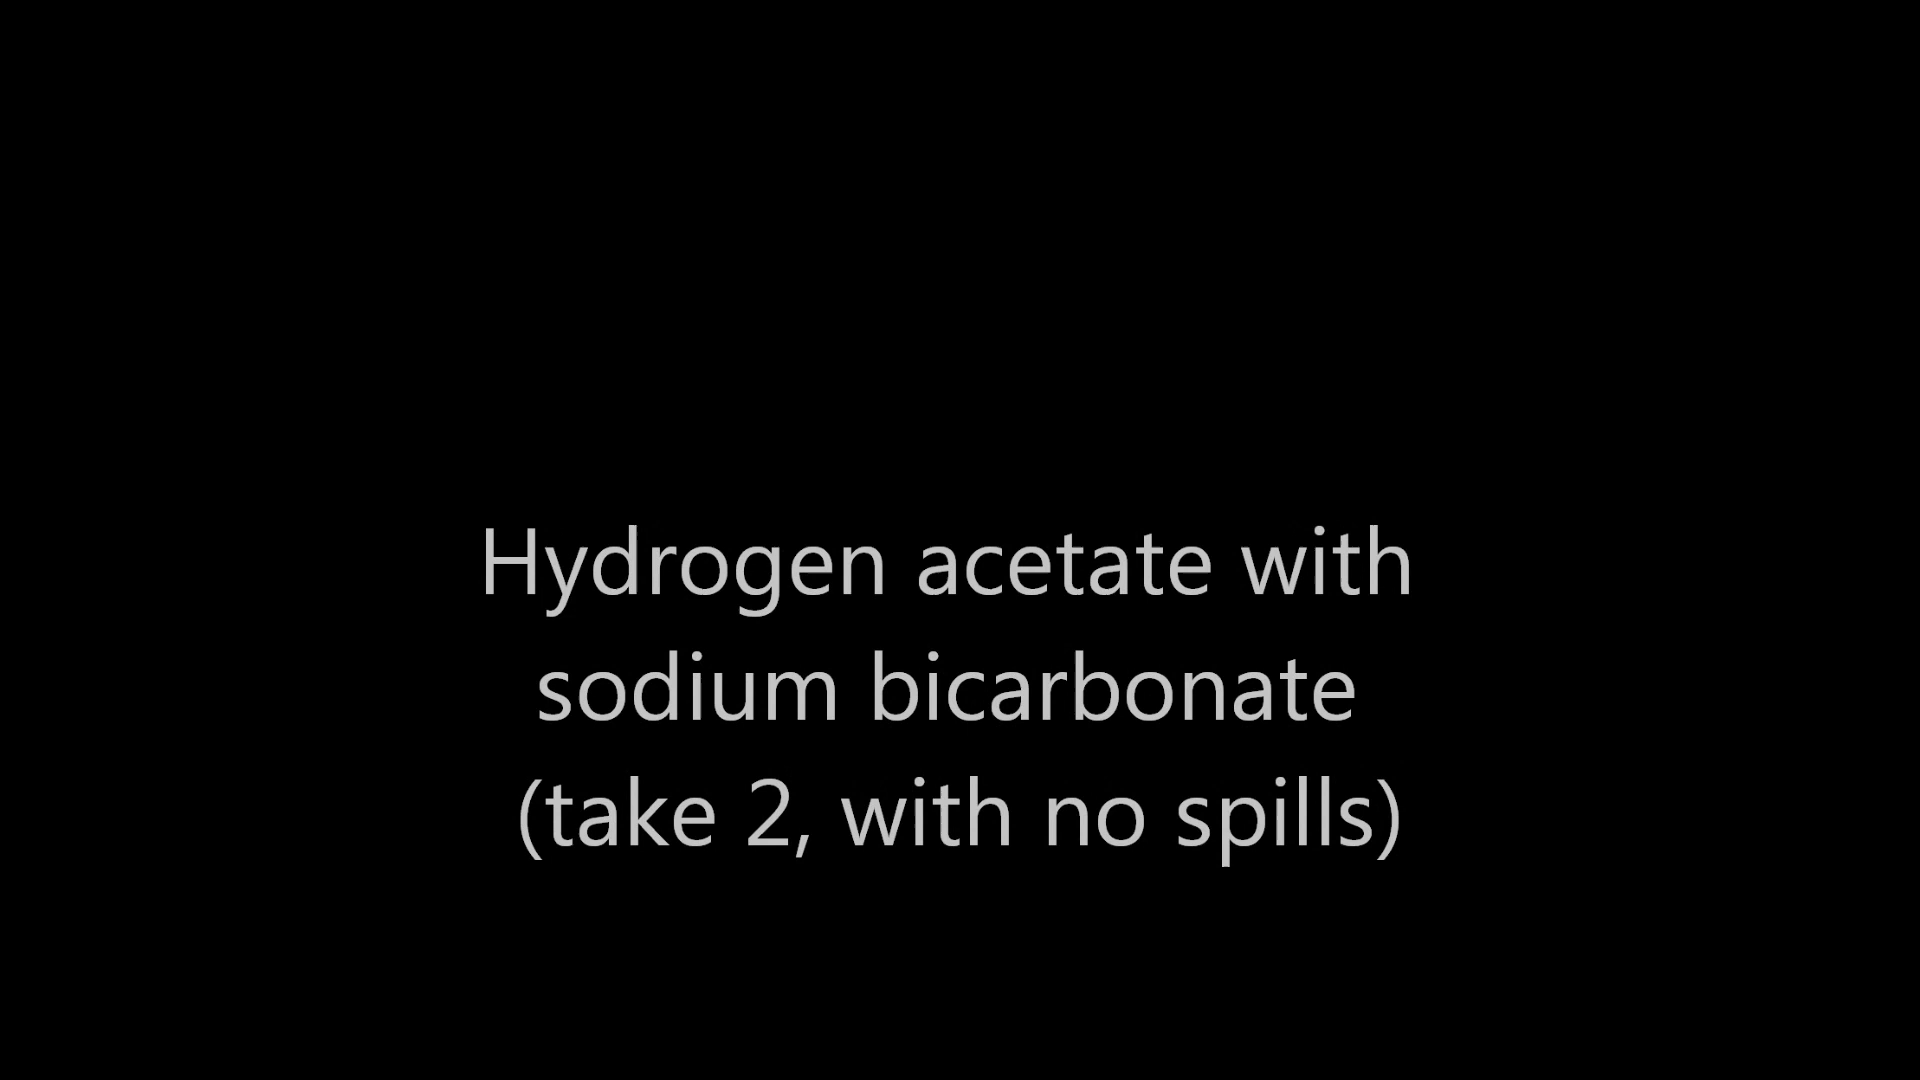 Hydrogen acetate with
sodium bicarbonate
(take 2, with no spills)